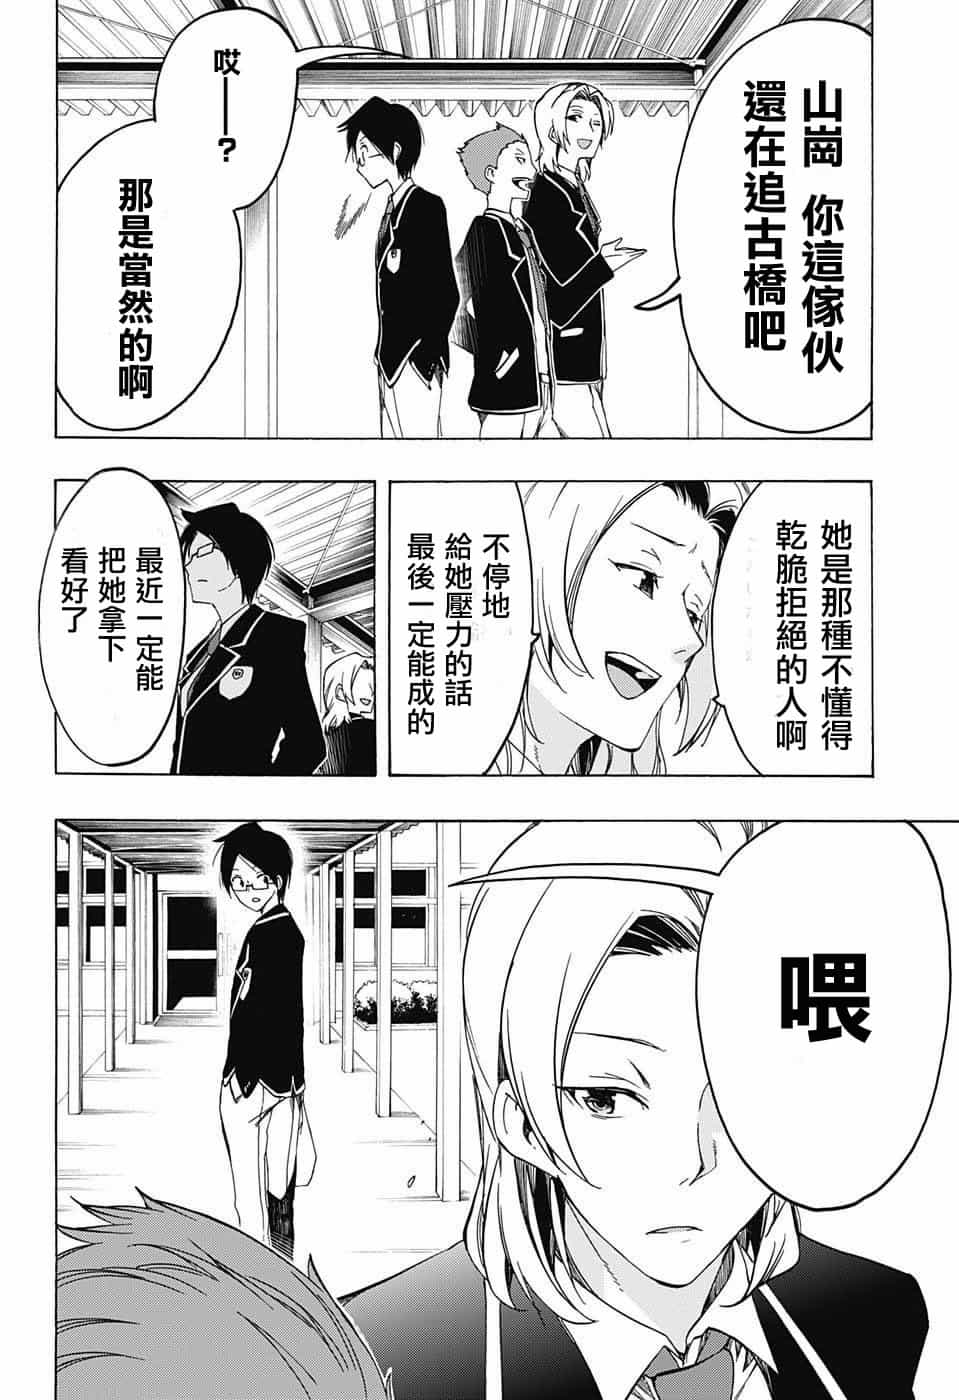 山崗 你這傢伙
還在追古橋吧
哎——？
那是當然的啊
她是那種不懂得
乾脆拒絕的人啊
不停地
給她壓力的話
最後一定能成的
最近一定能
把她拿下
看好了
喂